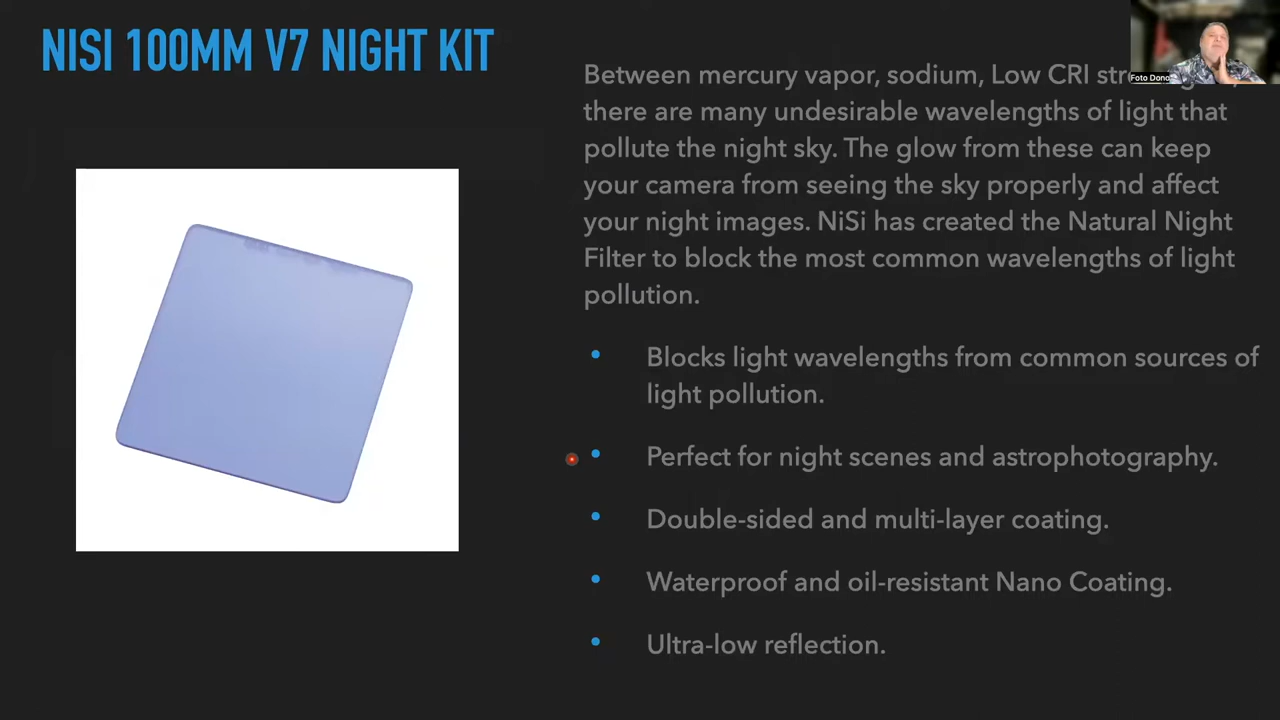 NISI 100MM V7 NIGHT KIT
Foto Dono
Between mercury vapor, sodium, Low CRI
there are many undesirable wavelengths of light that
pollute the night sky. The glow from these can keep
your camera from seeing the sky properly and affect
your night images. NiSi has created the Natural Night
Filter to block the most common wavelengths of light
pollution.
• Blocks light wavelengths from common sources of
light pollution.
• Perfect for night scenes and astrophotography.
• Double-sided and multi-layer coating.
• Waterproof and oil-resistant Nano Coating.
• Ultra-low reflection.